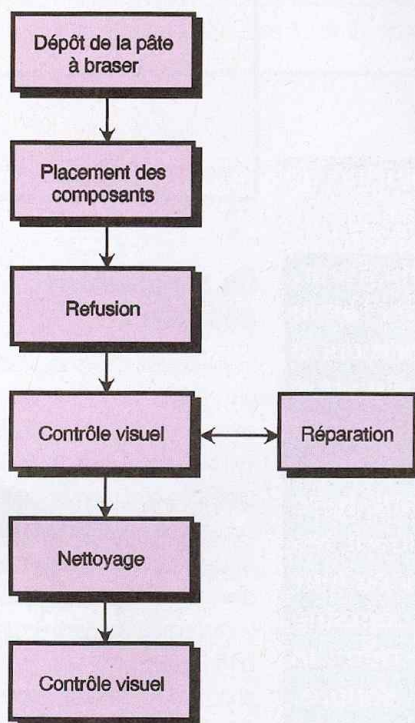 Dépôt de la pâte
à braser
Placement des
composants
Refusion
Contrôle visuel
Réparation
Nettoyage
Contrôle visuel